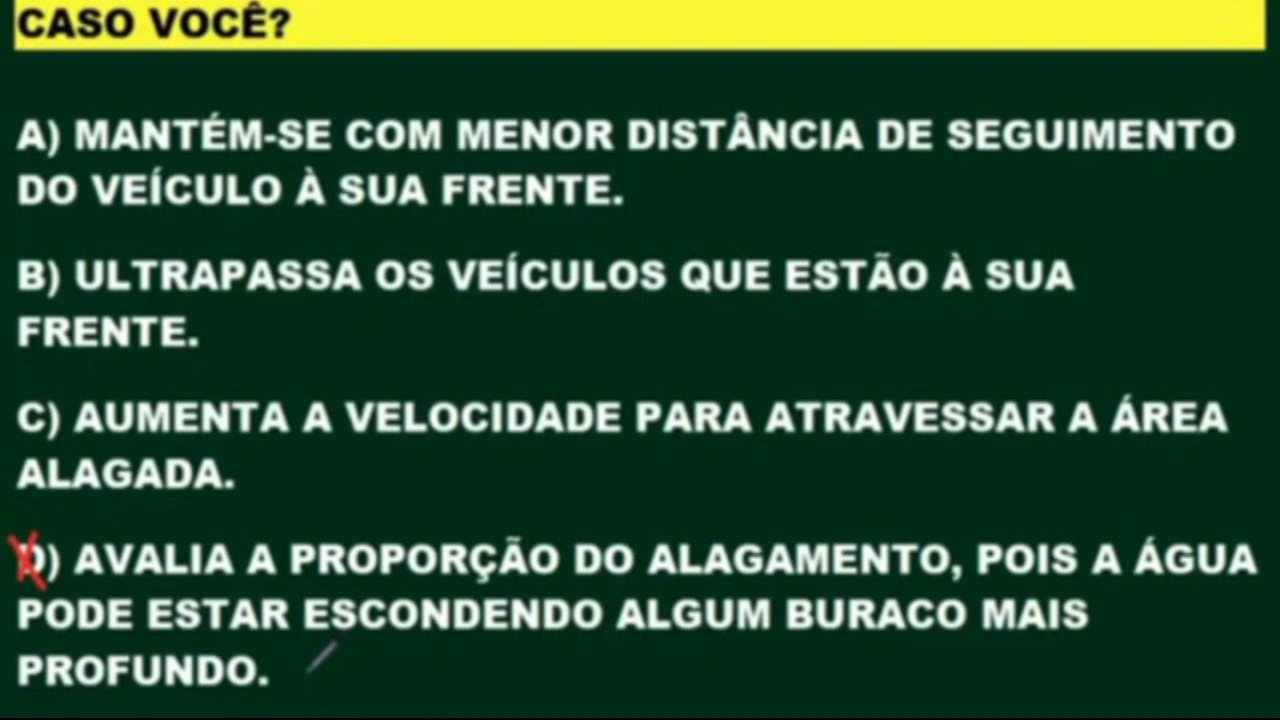 CASO VOCÊ?
A) MANTÉM-SE COM MENOR DISTÂNCIA DE SEGUIMENTO
DO VEÍCULO À SUA FRENTE.
B) ULTRAPASSA OS VEÍCULOS QUE ESTÃO À SUA
FRENTE.
C) AUMENTA A VELOCIDADE PARA ATRAVESSAR A ÁREA
ALAGADA.
D) AVALIA A PROPORÇÃO DO ALAGAMENTO, POIS A ÁGUA
PODE ESTAR ESCONDENDO ALGUM BURACO MAIS
PROFUNDO.